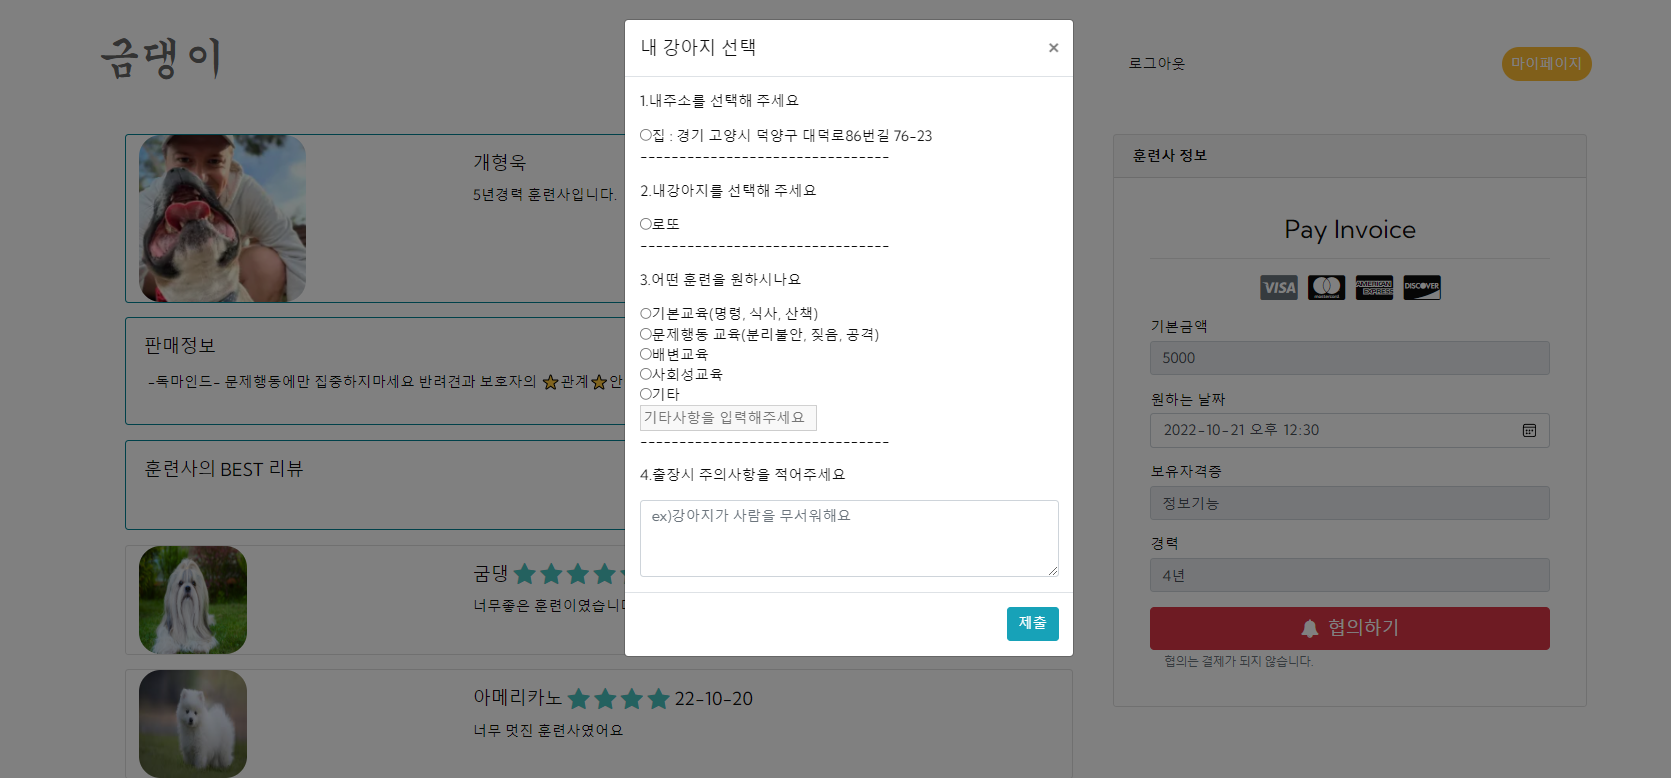 금댕이
로그아웃
마이페이지
개형욱
5년경력 훈련사입니다.
판매정보
-독마인드- 문제행동에만 집중하지마세요 반려견과 보호자의 ⭐관계⭐안
훈련사의 BEST 리뷰
굼댕
너무좋은 훈련이였습니
아메리카노 22-10-20
너무 멋진 훈련사였어요
내 강아지 선택 ×
1.내주소를 선택해 주세요
집 : 경기 고양시 덕양구 대덕로86번길 76-23
--------------------------------
2.내강아지를 선택해 주세요
로또
--------------------------------
3.어떤 훈련을 원하시나요
기본교육(명령, 식사, 산책)
문제행동 교육(분리불안, 짖음, 공격)
배변교육
사회성교육
기타
기타사항을 입력해주세요
--------------------------------
4.출장시 주의사항을 적어주세요
ex)강아지가 사람을 무서워해요
제출
훈련사 정보
Pay Invoice
VISA mastercard AMERICAN EXPRESS DISCOVER
기본금액
5000
원하는 날짜
2022-10-21 오후 12:30
보유자격증
정보기능
경력
4년
협의하기
협의는 결제가 되지 않습니다.